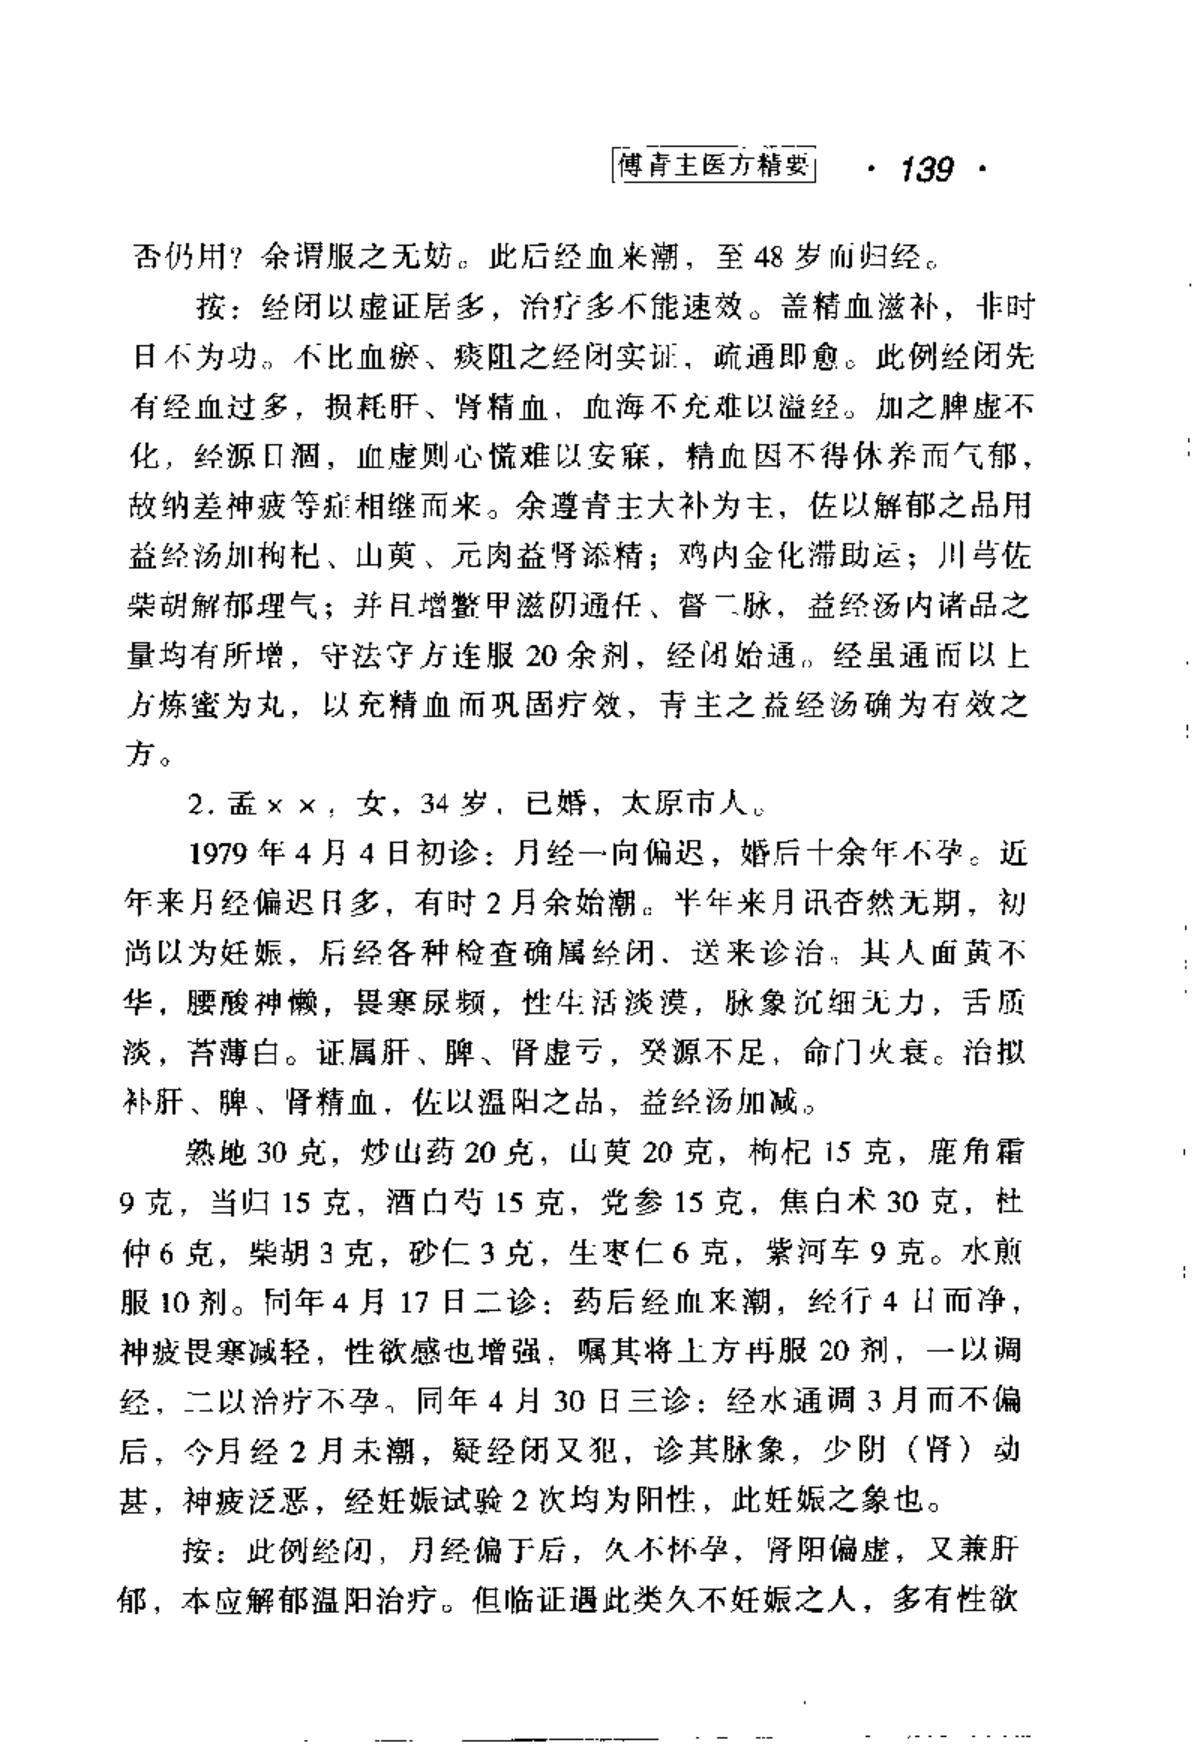 傅青主医方精要 · 139 ·
否仍用？余谓服之无妨。此后经血来潮，至 48 岁而归经。
按：经闭以虚证居多，治疗多不能速效。盖精血滋补，非时
日不为功。不比血瘀、痰阻之经闭实证，疏通即愈。此例经闭先
有经血过多，损耗肝、肾精血，血海不充难以溢经。加之脾虚不
化，经源日涸，血虚则心慌难以安寐，精血因不得休养而气郁，
故纳差神疲等症相继而来。余遵青主大补为主，佐以解郁之品用
益经汤加枸杞、山萸、元肉益肾添精；鸡内金化滞助运；川芎佐
柴胡解郁理气；并且增鳖甲滋阴通任、督二脉，益经汤内诸品之
量均有所增，守法守方连服 20 余剂，经闭始通。经虽通而以上
方炼蜜为丸，以充精血而巩固疗效，青主之益经汤确为有效之
方。
2. 孟××，女，34 岁，已婚，太原市人。
1979 年 4 月 4 日初诊：月经一向偏迟，婚后十余年不孕。近
年来月经偏迟日多，有时 2 月余始潮。半年来月讯杳然无期，初
尚以为妊娠，后经各种检查确属经闭，送来诊治。其人面黄不
华，腰酸神懒，畏寒尿频，性生活淡漠，脉象沉细无力，舌质
淡，苔薄白。证属肝、脾、肾虚亏，癸源不足，命门火衰。治拟
补肝、脾、肾精血，佐以温阳之品，益经汤加减。
熟地 30 克，炒山药 20 克，山萸 20 克，枸杞 15 克，鹿角霜
9 克，当归 15 克，酒白芍 15 克，党参 15 克，焦白术 30 克，杜
仲 6 克，柴胡 3 克，砂仁 3 克，生枣仁 6 克，紫河车 9 克。水煎
服 10 剂。同年 4 月 17 日二诊：药后经血来潮，经行 4 日而净，
神疲畏寒减轻，性欲感也增强，嘱其将上方再服 20 剂，一以调
经，二以治疗不孕。同年 4 月 30 日三诊：经水通调 3 月而不偏
后，今月经 2 月未潮，疑经闭又犯，诊其脉象，少阴（肾）动
甚，神疲泛恶，经妊娠试验 2 次均为阳性，此妊娠之象也。
按：此例经闭，月经偏于后，久不怀孕，肾阳偏虚，又兼肝
郁，本应解郁温阳治疗。但临证遇此类久不妊娠之人，多有性欲